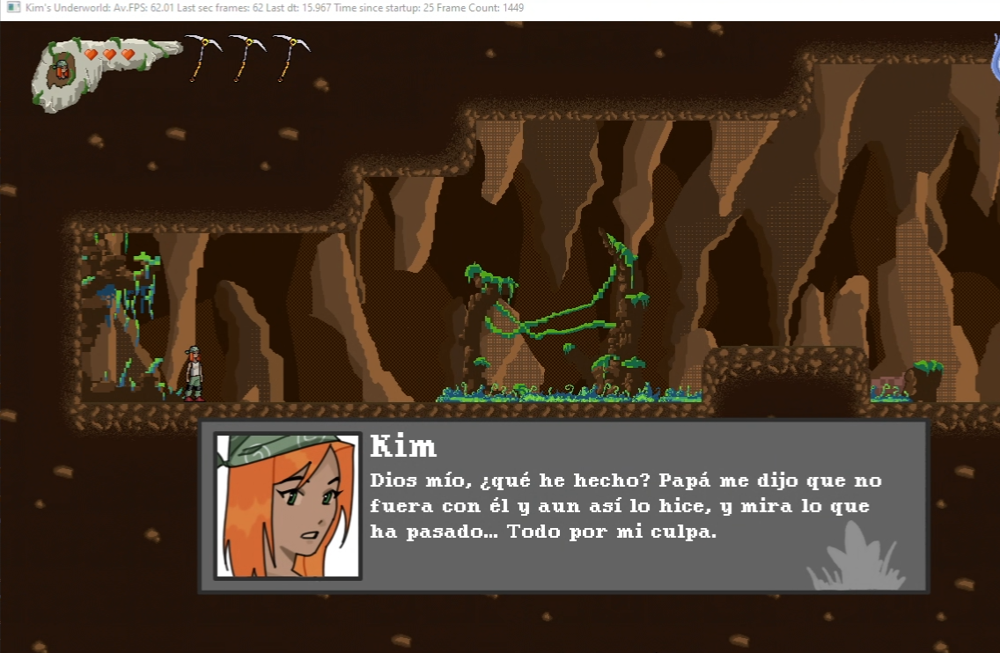 Kim's Underworld: Av.FPS: 62.01 Last sec frames: 62 Last dt: 15.967 Time since startup: 25 Frame Count: 1449
Kim
Dios mío, ¿qué he hecho? Papá me dijo que no
fuera con él y aun así lo hice, y mira lo que
ha pasado... Todo por mi culpa.